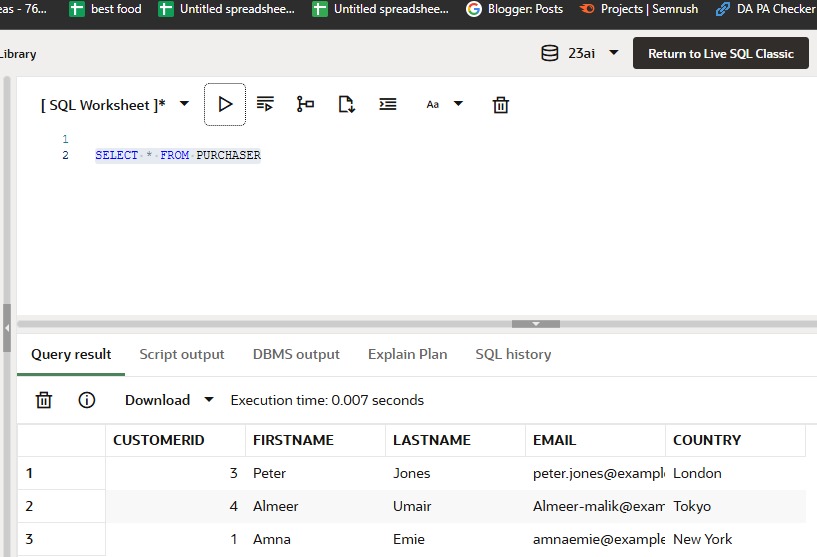 eas - 76... best food Untitled spreadshee... Untitled spreadshee... Blogger: Posts Projects | Semrush DA PA Checker
Library 23ai Return to Live SQL Classic
[ SQL Worksheet ]* Aa
1
2 SELECT * FROM PURCHASER
Query result Script output DBMS output Explain Plan SQL history
Download Execution time: 0.007 seconds
CUSTOMERID FIRSTNAME LASTNAME EMAIL COUNTRY
1 3 Peter Jones peter.jones@example London
2 4 Almeer Umair Almeer-malik@exam Tokyo
3 1 Amna Emie amnaemie@example New York